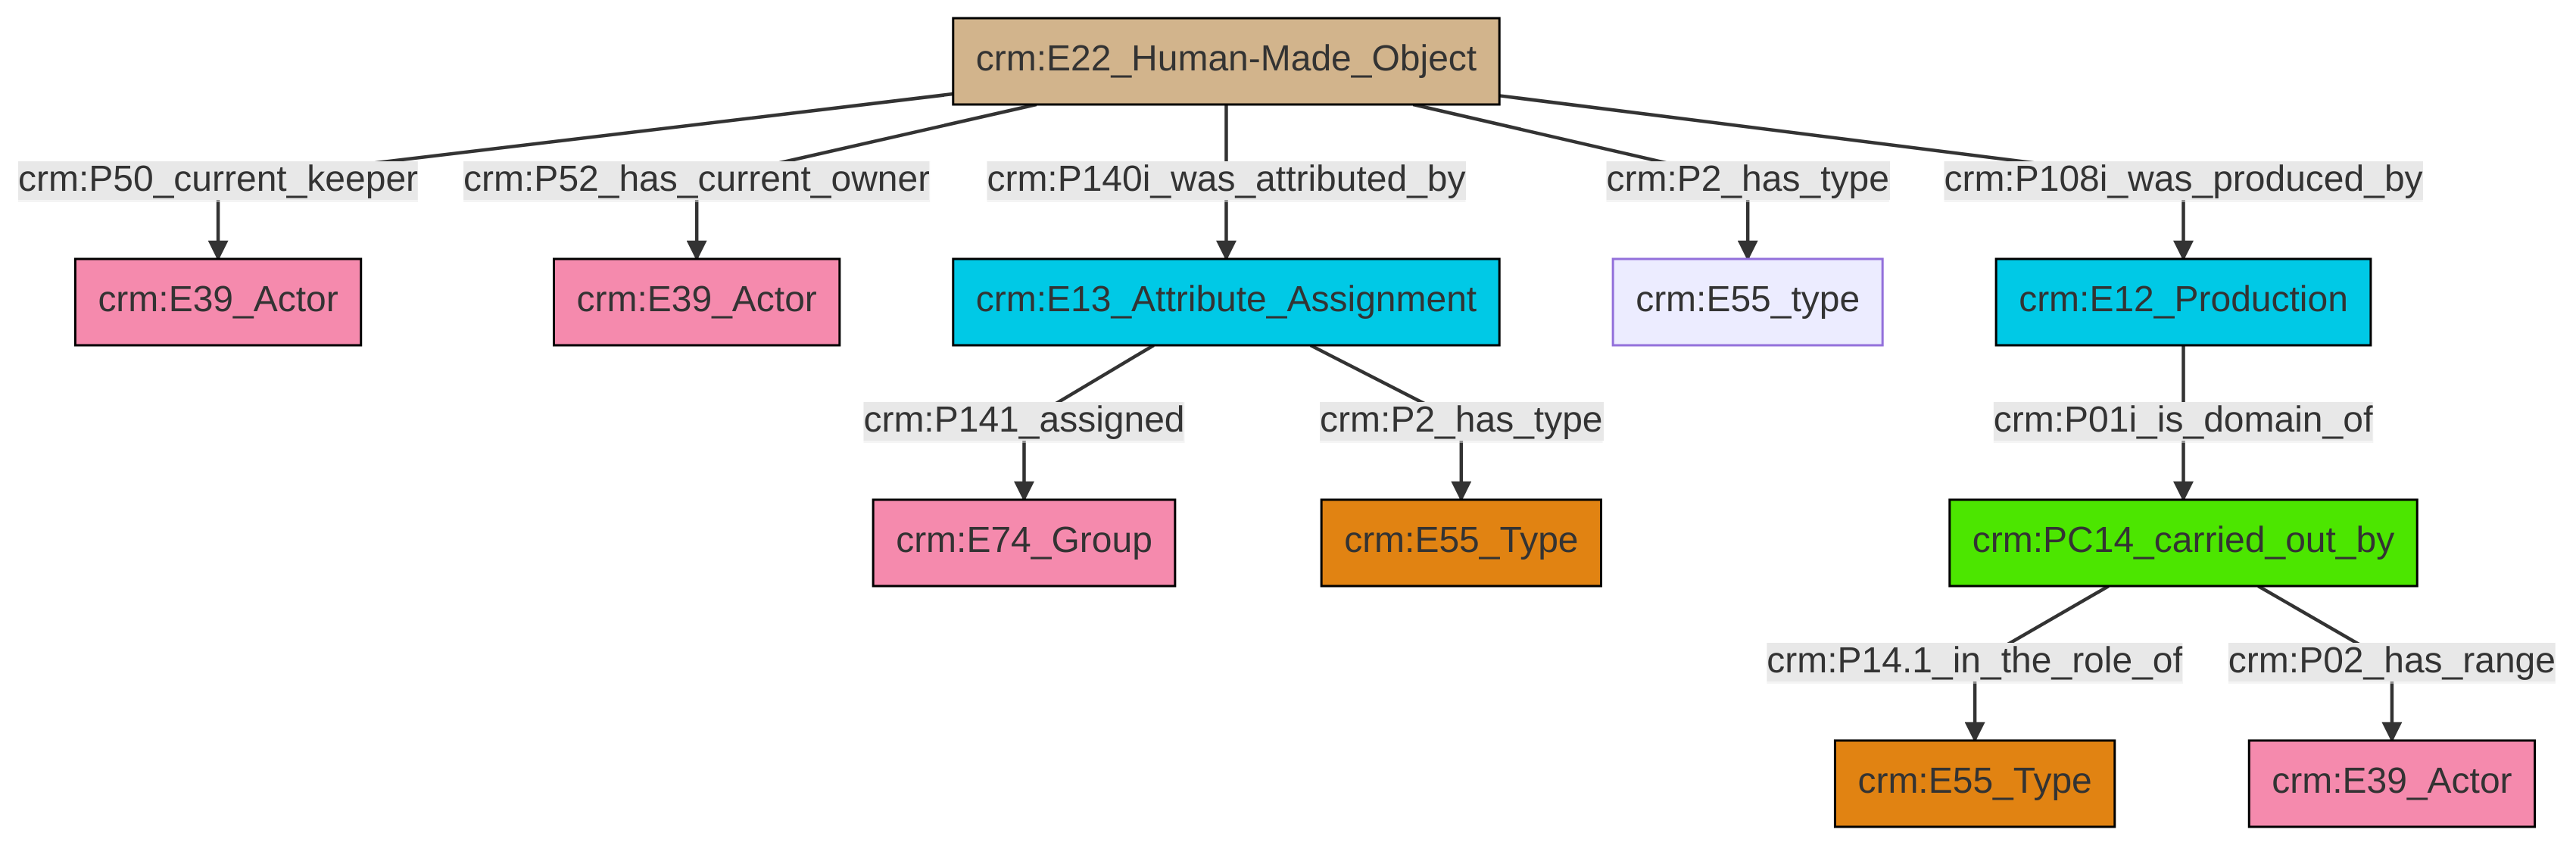 crm:E22_Human-Made_Object
crm:P50_current_keeper
crm:P52_has_current_owner
crm:P140i_was_attributed_by
crm:P2_has_type
crm:P108i_was_produced_by
crm:E39_Actor
crm:E39_Actor
crm:E13_Attribute_Assignment
crm:E55_type
crm:E12_Production
crm:P141_assigned
crm:P2_has_type
crm:P01i_is_domain_of
crm:E74_Group
crm:E55_Type
crm:PC14_carried_out_by
crm:P14.1_in_the_role_of
crm:P02_has_range
crm:E55_Type
crm:E39_Actor